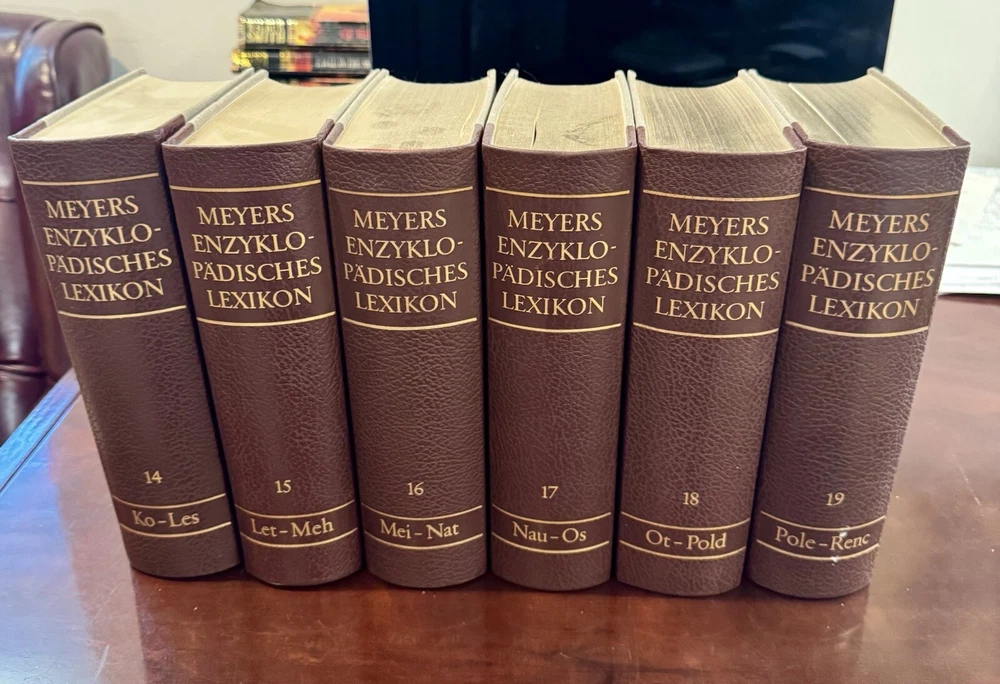 MEYERS
ENZYKLO-
PÄDISCHES
LEXIKON
14
Ko-Les
MEYERS
ENZYKLO-
PÄDISCHES
LEXIKON
15
Let-Meh
MEYERS
ENZYKLO-
PÄDISCHES
LEXIKON
16
Mei-Nat
MEYERS
ENZYKLO-
PÄDISCHES
LEXIKON
17
Nau-Os
MEYERS
ENZYKLO-
PÄDISCHES
LEXIKON
18
Ot-Pold
MEYERS
ENZYKLO-
PÄDISCHES
LEXIKON
19
Pole-Renc